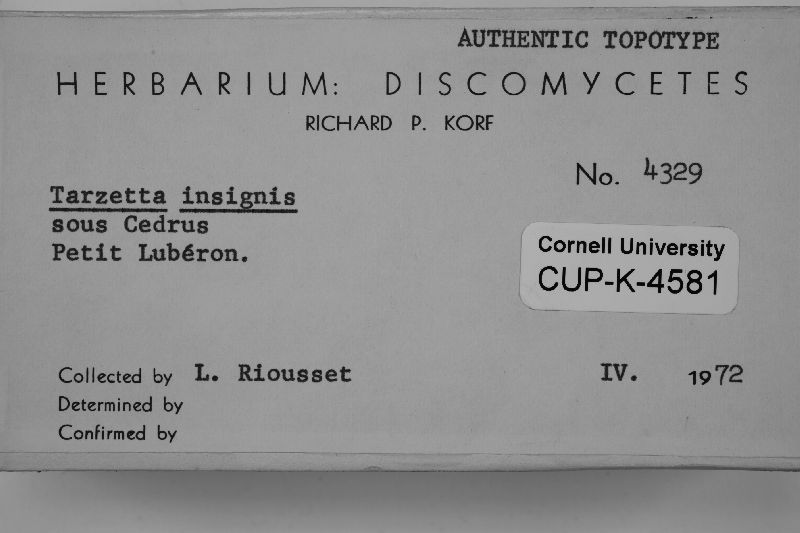 AUTHENTIC TOPOTYPE
HERBARIUM: DISCOMYCETES
RICHARD P. KORF
No. 4329
Tarzetta insignis
sous Cedrus
Petit Lubéron.
Cornell University
CUP-K-4581
Collected by L. Riousset IV. 1972
Determined by
Confirmed by